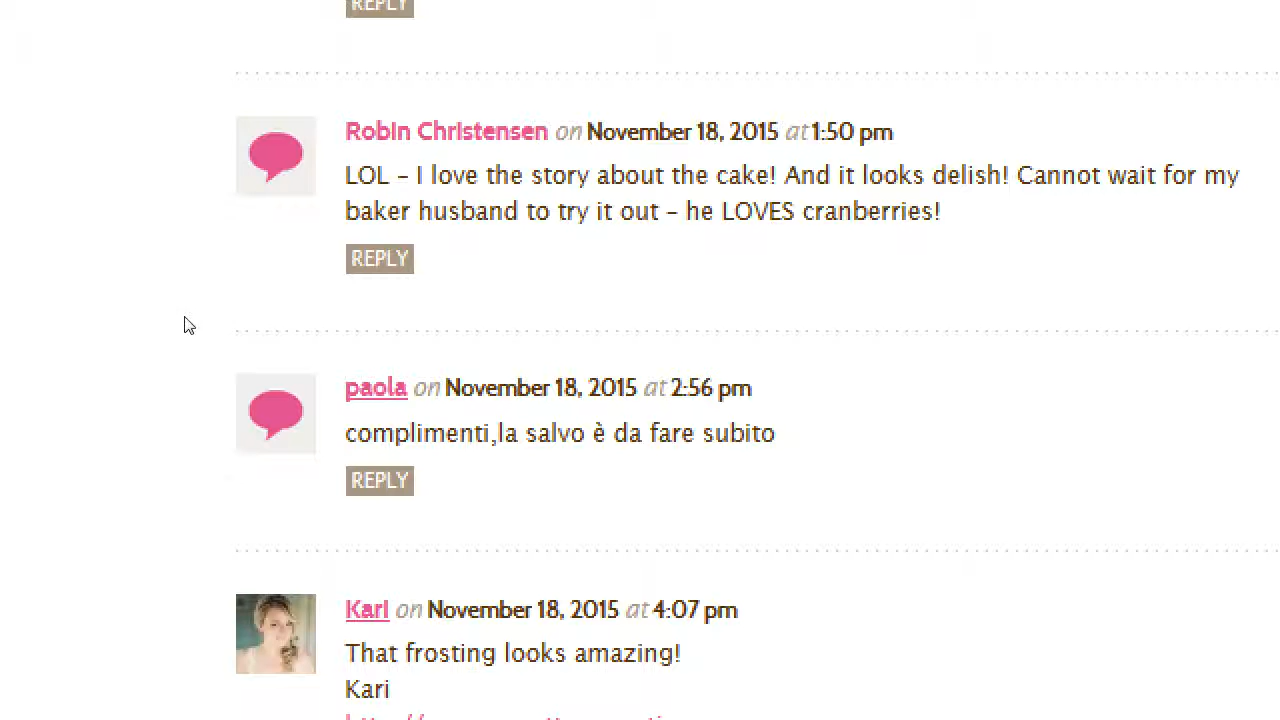 REPLY
Robin Christensen on November 18, 2015 at 1:50 pm
LOL – I love the story about the cake! And it looks delish! Cannot wait for my
baker husband to try it out – he LOVES cranberries!
REPLY
paola on November 18, 2015 at 2:56 pm
complimenti,la salvo è da fare subito
REPLY
Kari on November 18, 2015 at 4:07 pm
That frosting looks amazing!
Kari